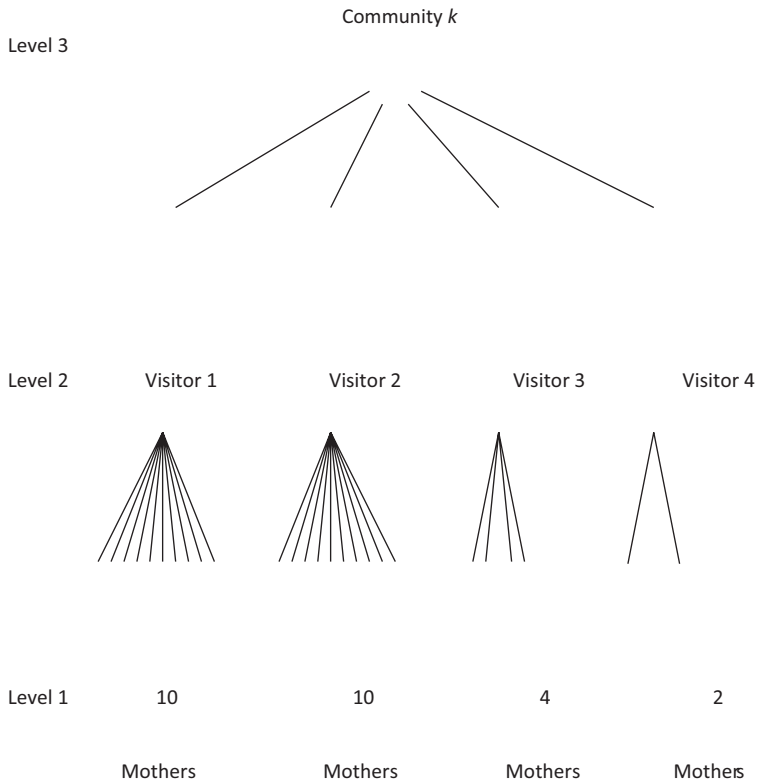 Community k
Level 3
Level 2 Visitor 1 Visitor 2 Visitor 3 Visitor 4
Level 1 10 10 4 2
Mothers Mothers Mothers Mothers